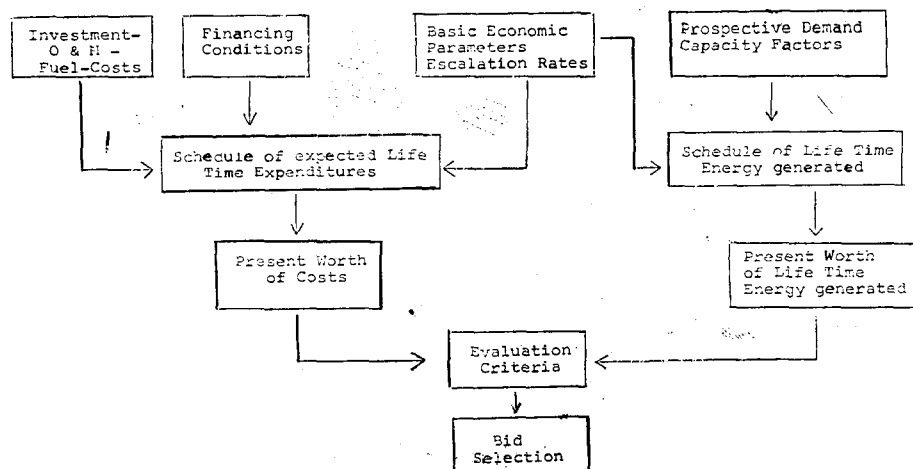 Investment-
O & M -
Fuel-Costs
Financing
Conditions
Basic Economic
Parameters
Escalation Rates
Prospective Demand
Capacity Factors
Schedule of expected Life
Time Expenditures
Schedule of Life Time
Energy generated
Present Worth
of Costs
Present Worth
of Life Time
Energy generated
Evaluation
Criteria
Bid
Selection